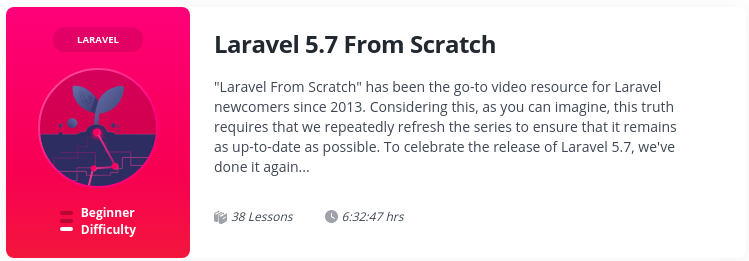 LARAVEL
Beginner
Difficulty
Laravel 5.7 From Scratch
"Laravel From Scratch" has been the go-to video resource for Laravel
newcomers since 2013. Considering this, as you can imagine, this truth
requires that we repeatedly refresh the series to ensure that it remains
as up-to-date as possible. To celebrate the release of Laravel 5.7, we've
done it again...
38 Lessons
6:32:47 hrs